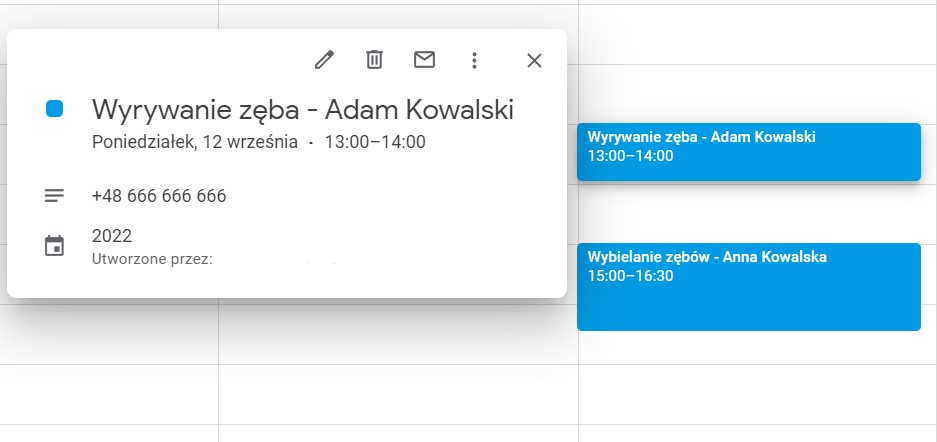 Wyrywanie zęba - Adam Kowalski
Poniedziałek, 12 września · 13:00–14:00
+48 666 666 666
2022
Utworzone przez:
Wyrywanie zęba - Adam Kowalski
13:00–14:00
Wybielanie zębów - Anna Kowalska
15:00–16:30